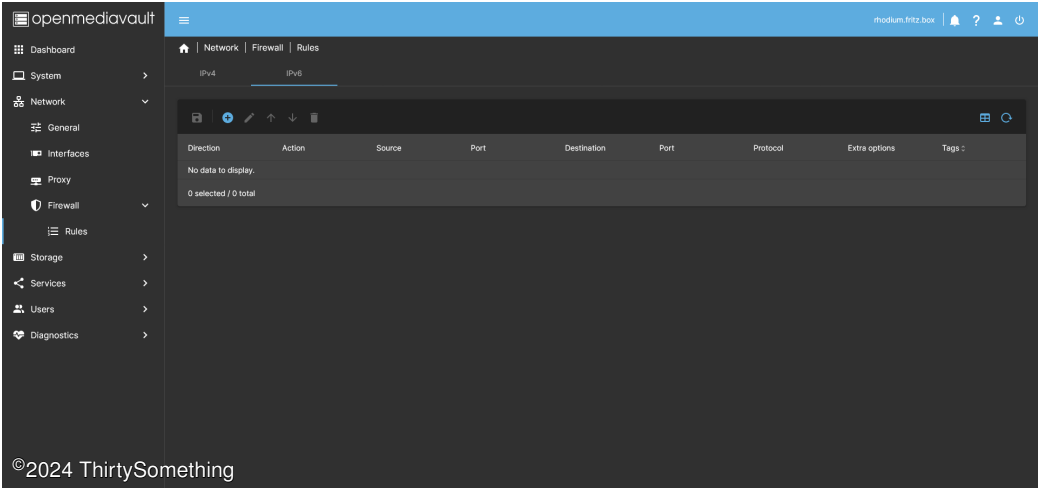 openmediavault
rhodium.fritz.box
Dashboard
System
Network
General
Interfaces
Proxy
Firewall
Rules
Storage
Services
Users
Diagnostics
Network | Firewall | Rules
IPv4 IPv6
Direction Action Source Port Destination Port Protocol Extra options Tags
No data to display.
0 selected / 0 total
©2024 ThirtySomething